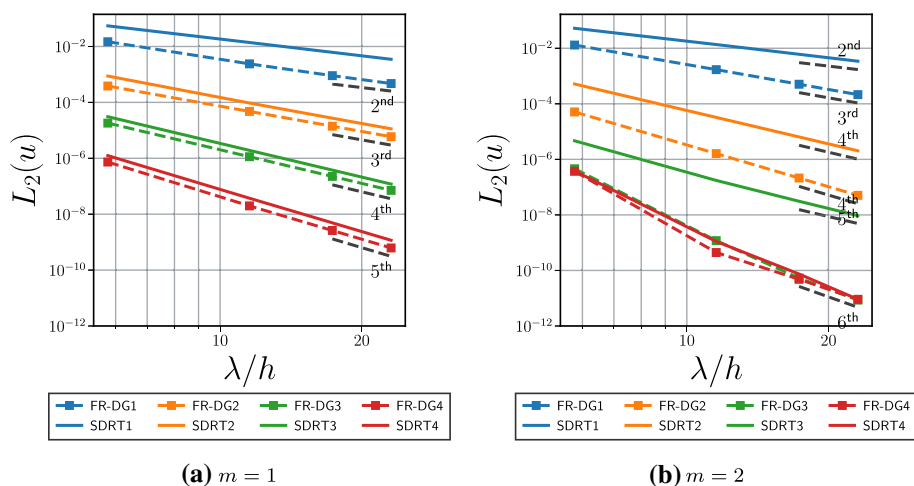 10⁻² 10⁻⁴ 10⁻⁶ 10⁻⁸ 10⁻¹⁰ 10⁻¹²
L₂(u)
2nd
3rd
4th
5th
10 20
λ/h
FR-DG1 FR-DG2 FR-DG3 FR-DG4
SDRT1 SDRT2 SDRT3 SDRT4
(a) m = 1
10⁻² 10⁻⁴ 10⁻⁶ 10⁻⁸ 10⁻¹⁰ 10⁻¹²
L₂(u)
2nd
3rd
4th
4th
5th
6th
10 20
λ/h
FR-DG1 FR-DG2 FR-DG3 FR-DG4
SDRT1 SDRT2 SDRT3 SDRT4
(b) m = 2